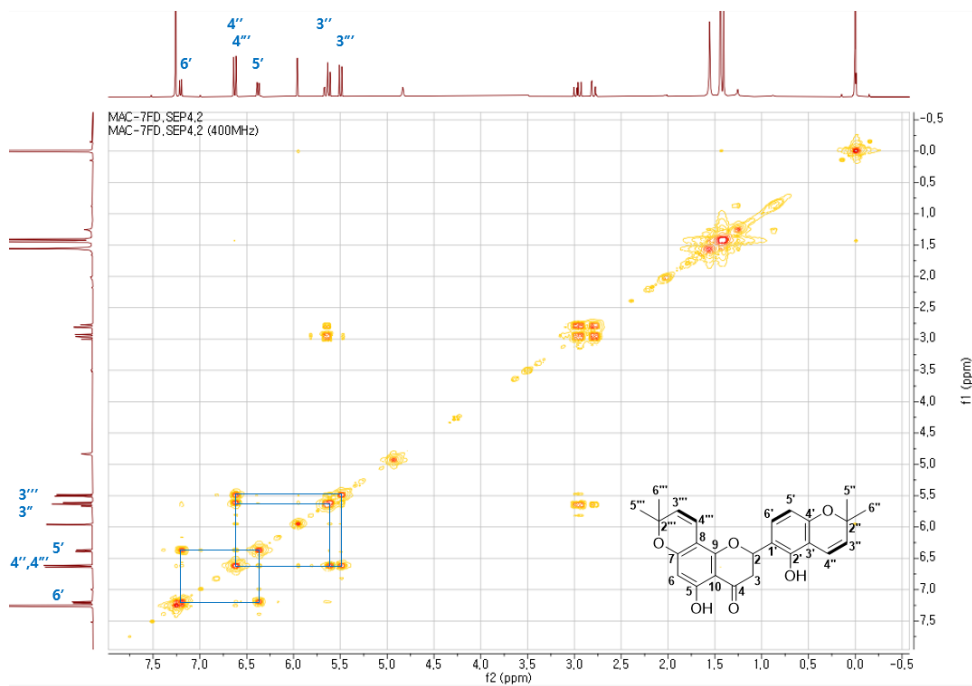 4’’ 3’’
4’’’ 3’’’
6’ 5’
MAC-7FD,SEP4,2
MAC-7FD,SEP4,2 (400MHz)
-0,5
0,0
0,5
1,0
1,5
2,0
2,5
3,0
3,5
4,0
4,5
5,0
5,5
6,0
6,5
7,0
7,5
f1 (ppm)
3’’’
3’’
5’
4’’,4’’’
6’
6''' 3''' 5' 5''
5''' 4''' 6' 4' O 6''
2''' 8 2''
O 7 9 O 1' 3' 3''
2 2' 4''
6 10 3 OH
5 4
OH O
7,5 7,0 6,5 6,0 5,5 5,0 4,5 4,0 3,5 3,0 2,5 2,0 1,5 1,0 0,5 0,0 -0,5
f2 (ppm)